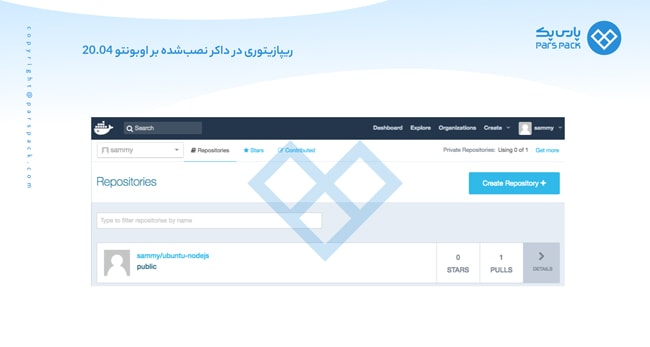 پارس پک
PARS PACK
ریپازیتوری در داکر نصب‌شده بر اوبونتو 20.04
copyright@parspack.com
Search
Dashboard Explore Organizations Create sammy
sammy Repositories Stars Contributed Private Repositories: Using 0 of 1 Get more
Repositories
Create Repository +
Type to filter repositories by name
sammy/ubuntu-nodejs
public
0
STARS
1
PULLS
DETAILS